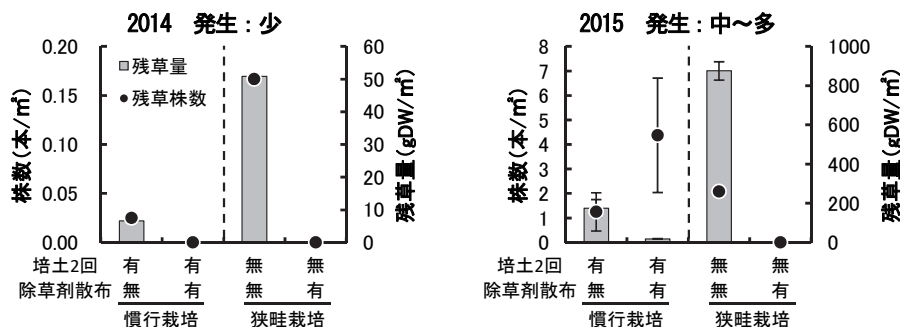 2014 発生：少
0.20
0.15
0.10
0.05
0.00
株数（本/㎡）
残草量
残草株数
60
50
40
30
20
10
0
残草量（gDW/㎡）
培土2回 有 有 無 無
除草剤散布 無 有 無 有
慣行栽培 狭畦栽培
2015 発生：中～多
8
7
6
5
4
3
2
1
0
株数（本/㎡）
1000
800
600
400
200
0
残草量（gDW/㎡）
培土2回 有 有 無 無
除草剤散布 無 有 無 有
慣行栽培 狭畦栽培